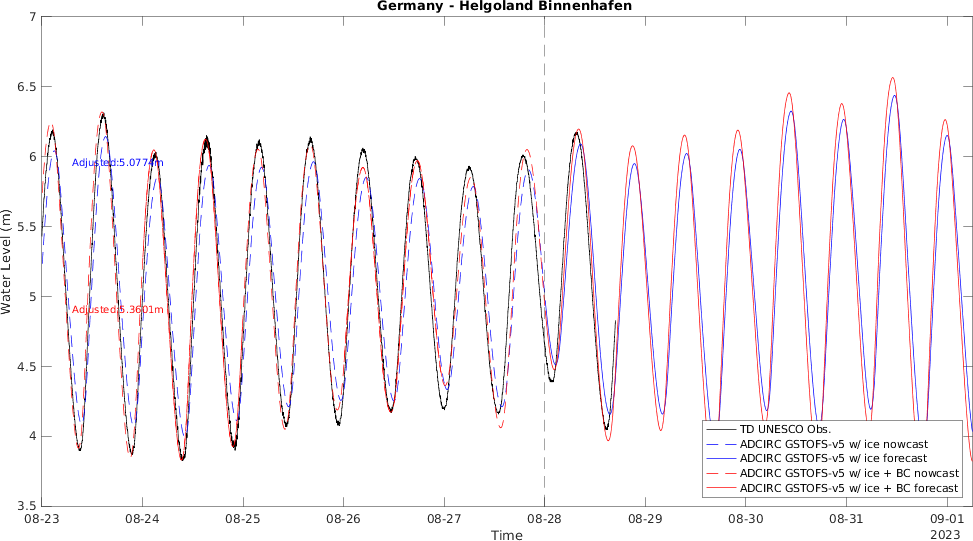 Germany - Helgoland Binnenhafen
Water Level (m)
7
6.5
6
5.5
5
4.5
4
3.5
Adjusted:5.0774m
Adjusted:5.3601m
TD UNESCO Obs.
ADCIRC GSTOFS-v5 w/ ice nowcast
ADCIRC GSTOFS-v5 w/ ice forecast
ADCIRC GSTOFS-v5 w/ ice + BC nowcast
ADCIRC GSTOFS-v5 w/ ice + BC forecast
08-23 08-24 08-25 08-26 08-27 08-28 08-29 08-30 08-31 09-01
Time
2023